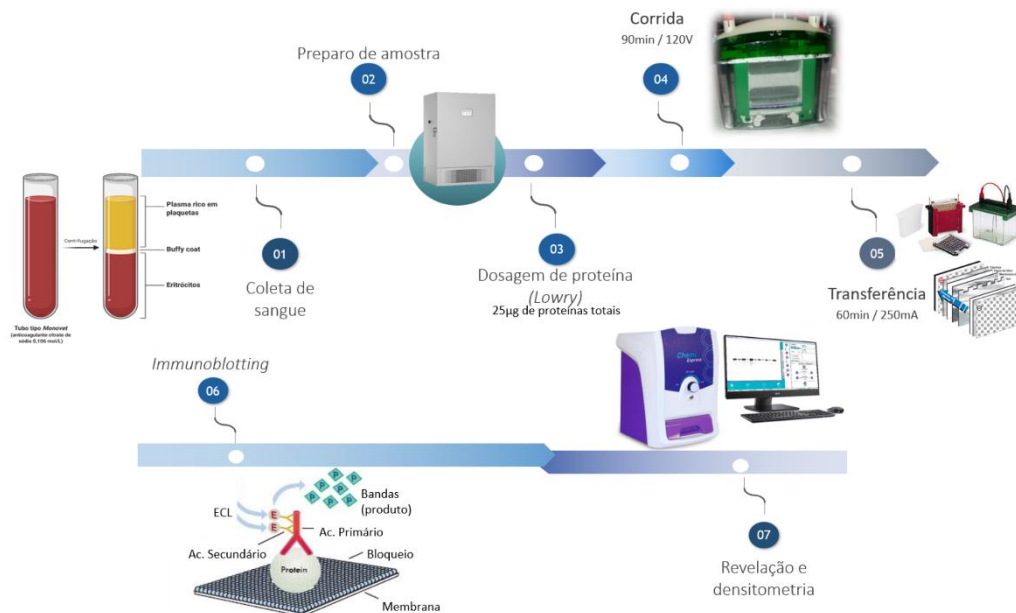 Corrida
90min / 120V
04
Preparo de amostra
02
Plasma rico em
plaquetas
Centrifugação
Buffy coat
Eritrócitos
Tubo tipo Monovet
(anticoagulante citrato de
sódio 0,106 mol/L)
01
Coleta de
sangue
03
Dosagem de proteína
(Lowry)
25µg de proteínas totais
05
Transferência
60min / 250mA
Immunoblotting
06
Chemi
Express
P P P P P P P
Bandas
(produto)
ECL
E
E
Ac. Primário
Ac. Secundário
Bloqueio
Protein
Membrana
07
Revelação e
densitometria